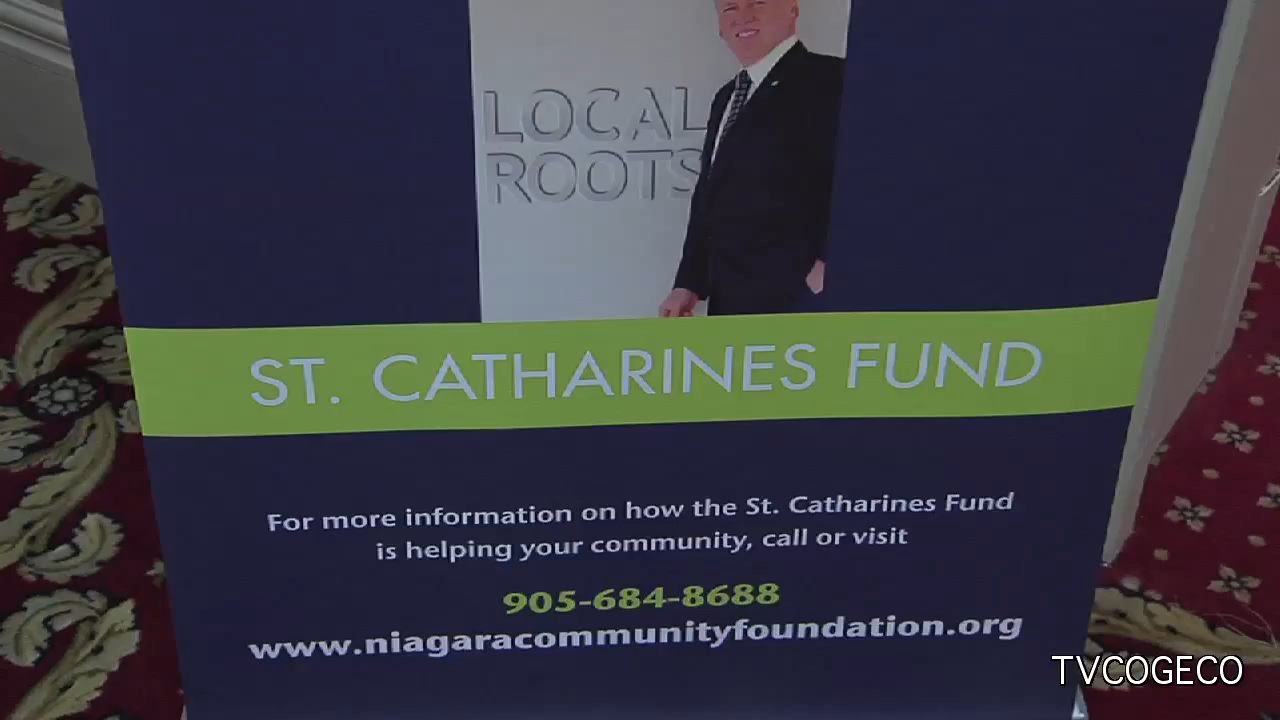 LOCAL
ROOTS
ST. CATHARINES FUND
For more information on how the St. Catharines Fund
is helping your community, call or visit
905-684-8688
www.niagaracommunityfoundation.org
TVCOGECO